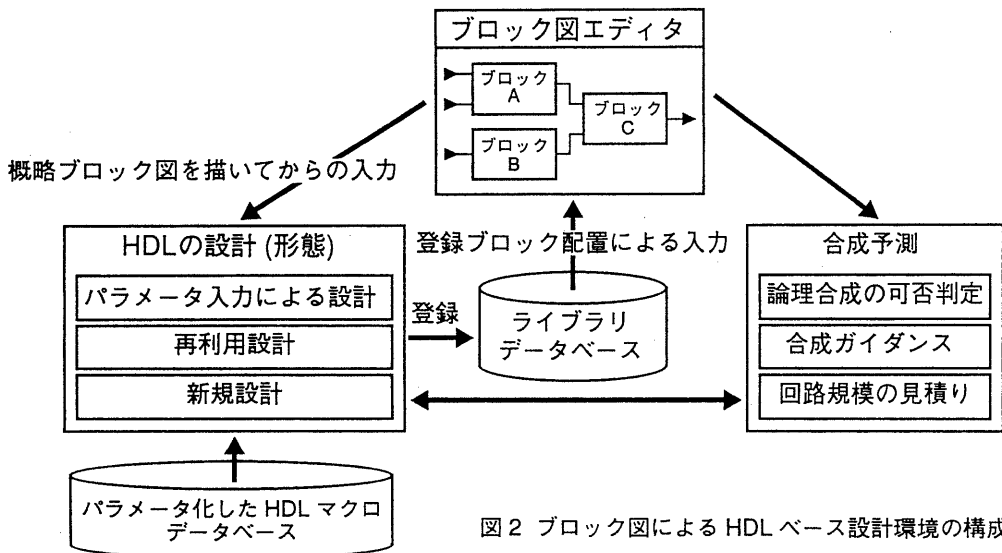 ブロック図エディタ
ブロック
A
ブロック
B
ブロック
C
概略ブロック図を描いてからの入力
HDLの設計 (形態)
パラメータ入力による設計
再利用設計
新規設計
登録
登録ブロック配置による入力
ライブラリ
データベース
合成予測
論理合成の可否判定
合成ガイダンス
回路規模の見積り
パラメータ化した HDL マクロ
データベース
図2 ブロック図による HDL ベース設計環境の構成